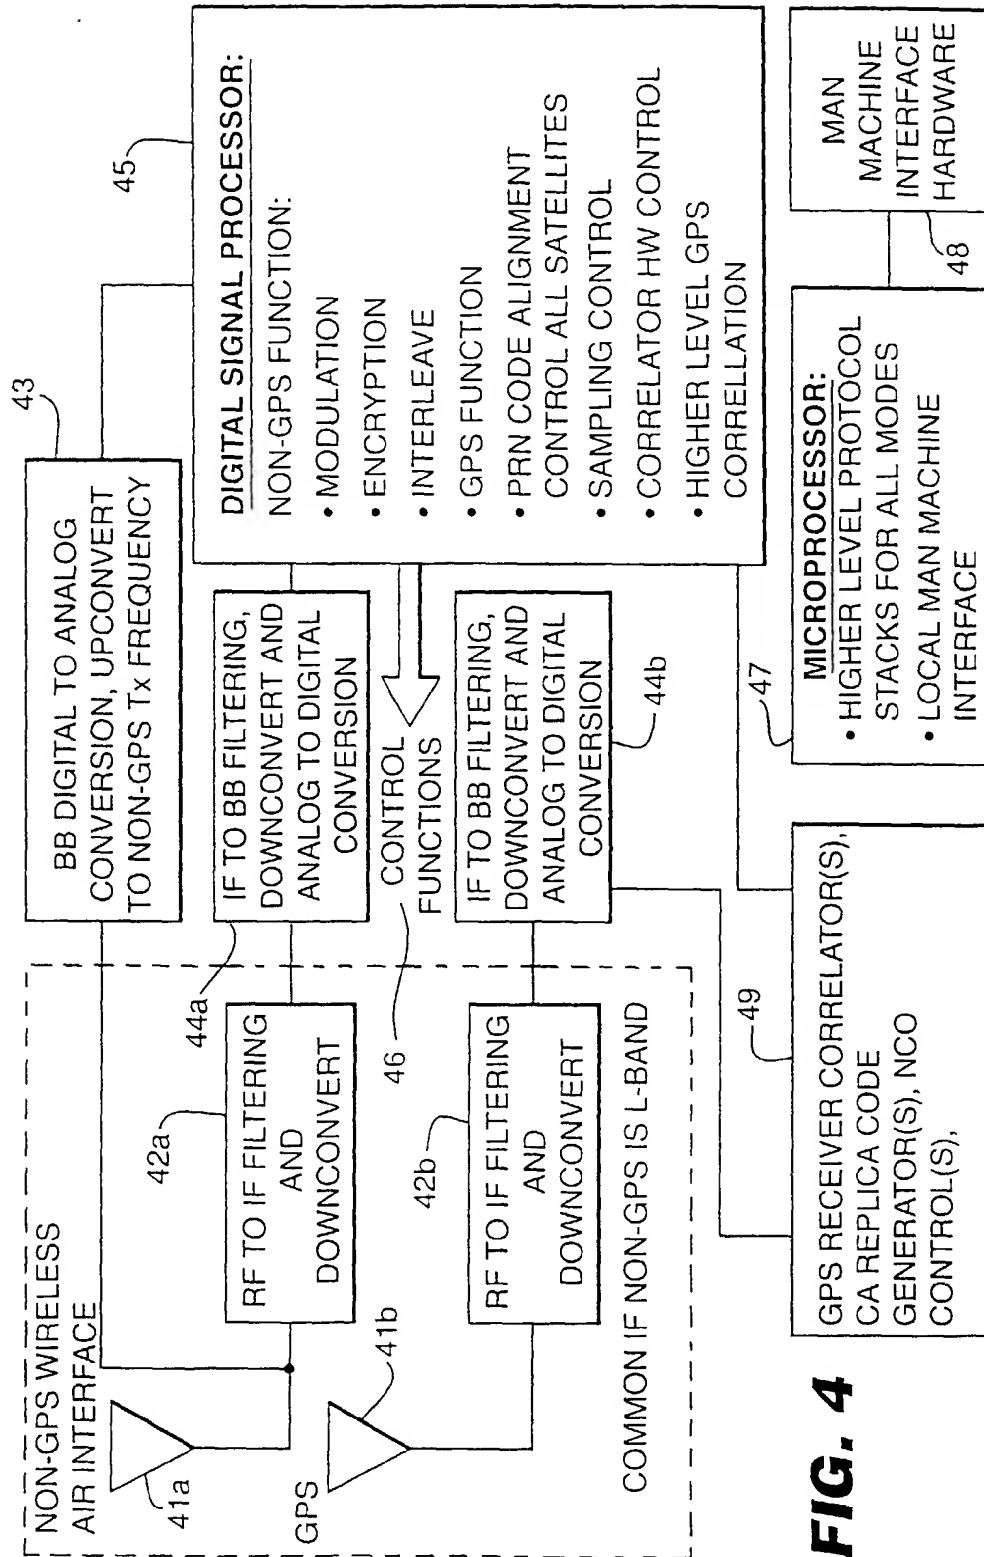 NON-GPS WIRELESS
AIR INTERFACE
41a
GPS
41b
42a
RF TO IF FILTERING
AND
DOWNCONVERT
42b
RF TO IF FILTERING
AND
DOWNCONVERT
COMMON IF NON-GPS IS L-BAND
43
BB DIGITAL TO ANALOG
CONVERSION, UPCONVERT
TO NON-GPS Tx FREQUENCY
44a
IF TO BB FILTERING,
DOWNCONVERT AND
ANALOG TO DIGITAL
CONVERSION
46
CONTROL
FUNCTIONS
IF TO BB FILTERING,
DOWNCONVERT AND
ANALOG TO DIGITAL
CONVERSION
44b
45
DIGITAL SIGNAL PROCESSOR:
NON-GPS FUNCTION:
• MODULATION
• ENCRYPTION
• INTERLEAVE
• GPS FUNCTION
• PRN CODE ALIGNMENT
CONTROL ALL SATELLITES
• SAMPLING CONTROL
• CORRELATOR HW CONTROL
• HIGHER LEVEL GPS
CORRELLATION
49
GPS RECEIVER CORRELATOR(S),
CA REPLICA CODE
GENERATOR(S), NCO
CONTROL(S),
47
MICROPROCESSOR:
• HIGHER LEVEL PROTOCOL
STACKS FOR ALL MODES
• LOCAL MAN MACHINE
INTERFACE
48
MAN
MACHINE
INTERFACE
HARDWARE
FIG. 4